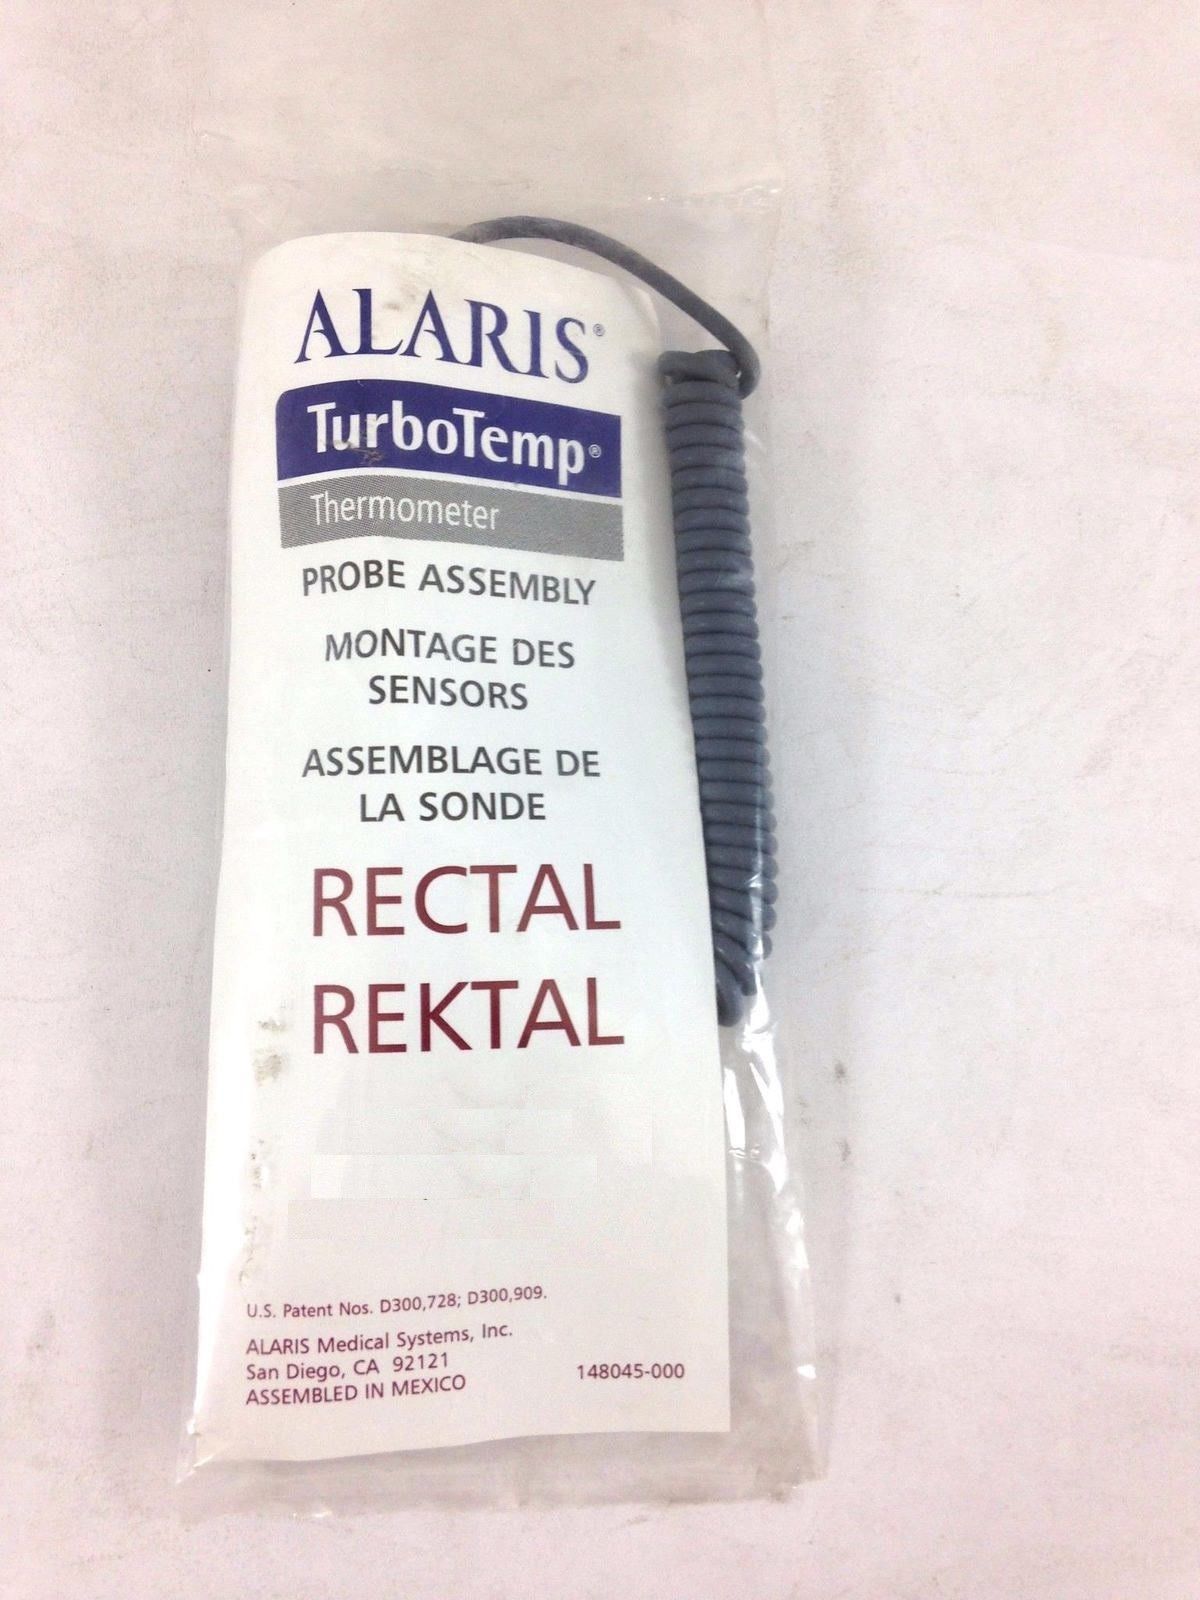 ALARIS®
TurboTemp®
Thermometer
PROBE ASSEMBLY
MONTAGE DES
SENSORS
ASSEMBLAGE DE
LA SONDE
RECTAL
REKTAL
U.S. Patent Nos. D300,728; D300,909.
ALARIS Medical Systems, Inc.
San Diego, CA 92121
ASSEMBLED IN MEXICO
148045-000